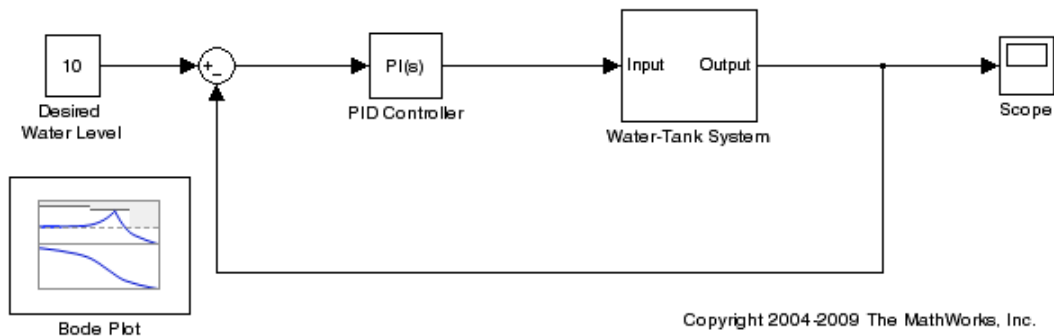 10
Desired
Water Level
+
−
PI(s)
PID Controller
Input Output
Water-Tank System
Scope
Bode Plot
Copyright 2004-2009 The MathWorks, Inc.